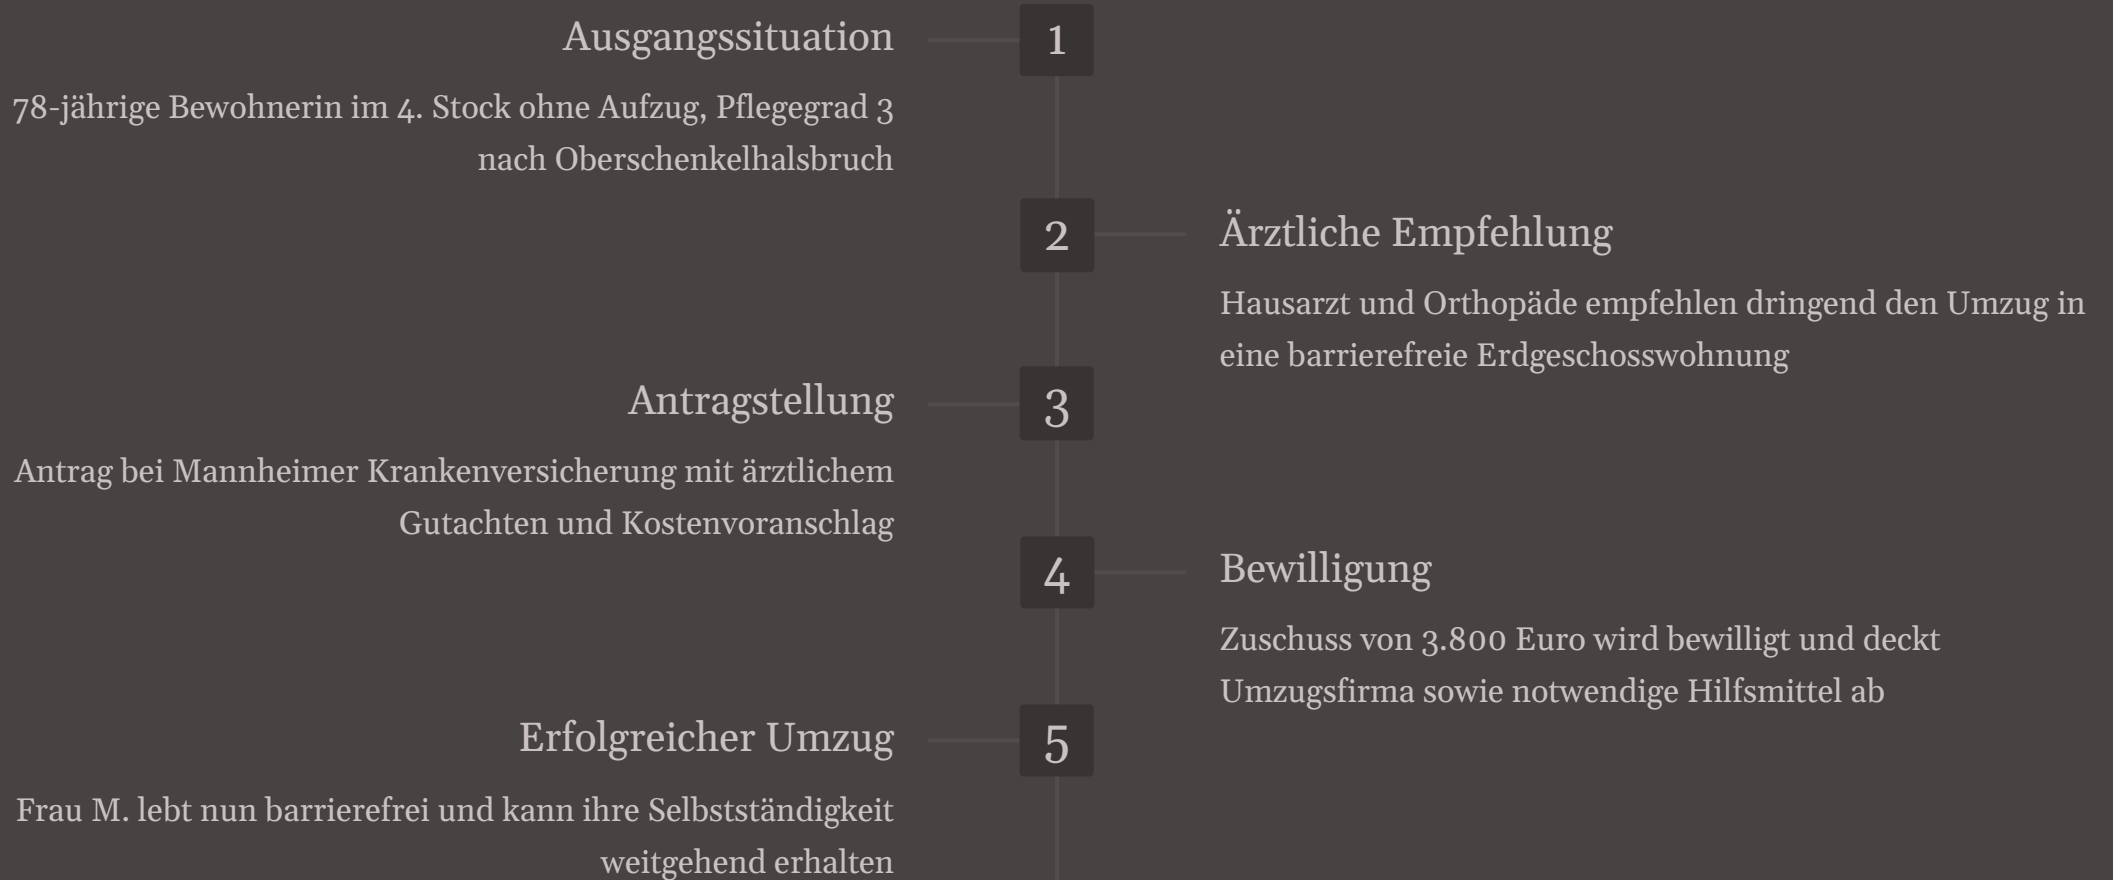 Ausgangssituation
1
78-jährige Bewohnerin im 4. Stock ohne Aufzug, Pflegegrad 3
nach Oberschenkelhalsbruch
2
Ärztliche Empfehlung
Hausarzt und Orthopäde empfehlen dringend den Umzug in
eine barrierefreie Erdgeschosswohnung
Antragstellung
3
Antrag bei Mannheimer Krankenversicherung mit ärztlichem
Gutachten und Kostenvoranschlag
4
Bewilligung
Zuschuss von 3.800 Euro wird bewilligt und deckt
Umzugsfirma sowie notwendige Hilfsmittel ab
Erfolgreicher Umzug
5
Frau M. lebt nun barrierefrei und kann ihre Selbstständigkeit
weitgehend erhalten